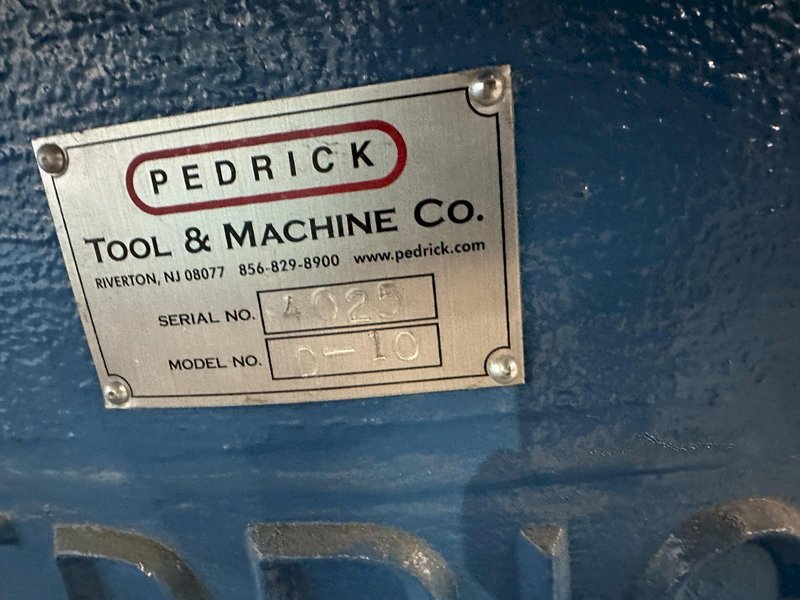 PEDRICK
TOOL & MACHINE CO.
RIVERTON, NJ 08077 856-829-8900 www.pedrick.com
SERIAL NO. 4025
MODEL NO. D-10